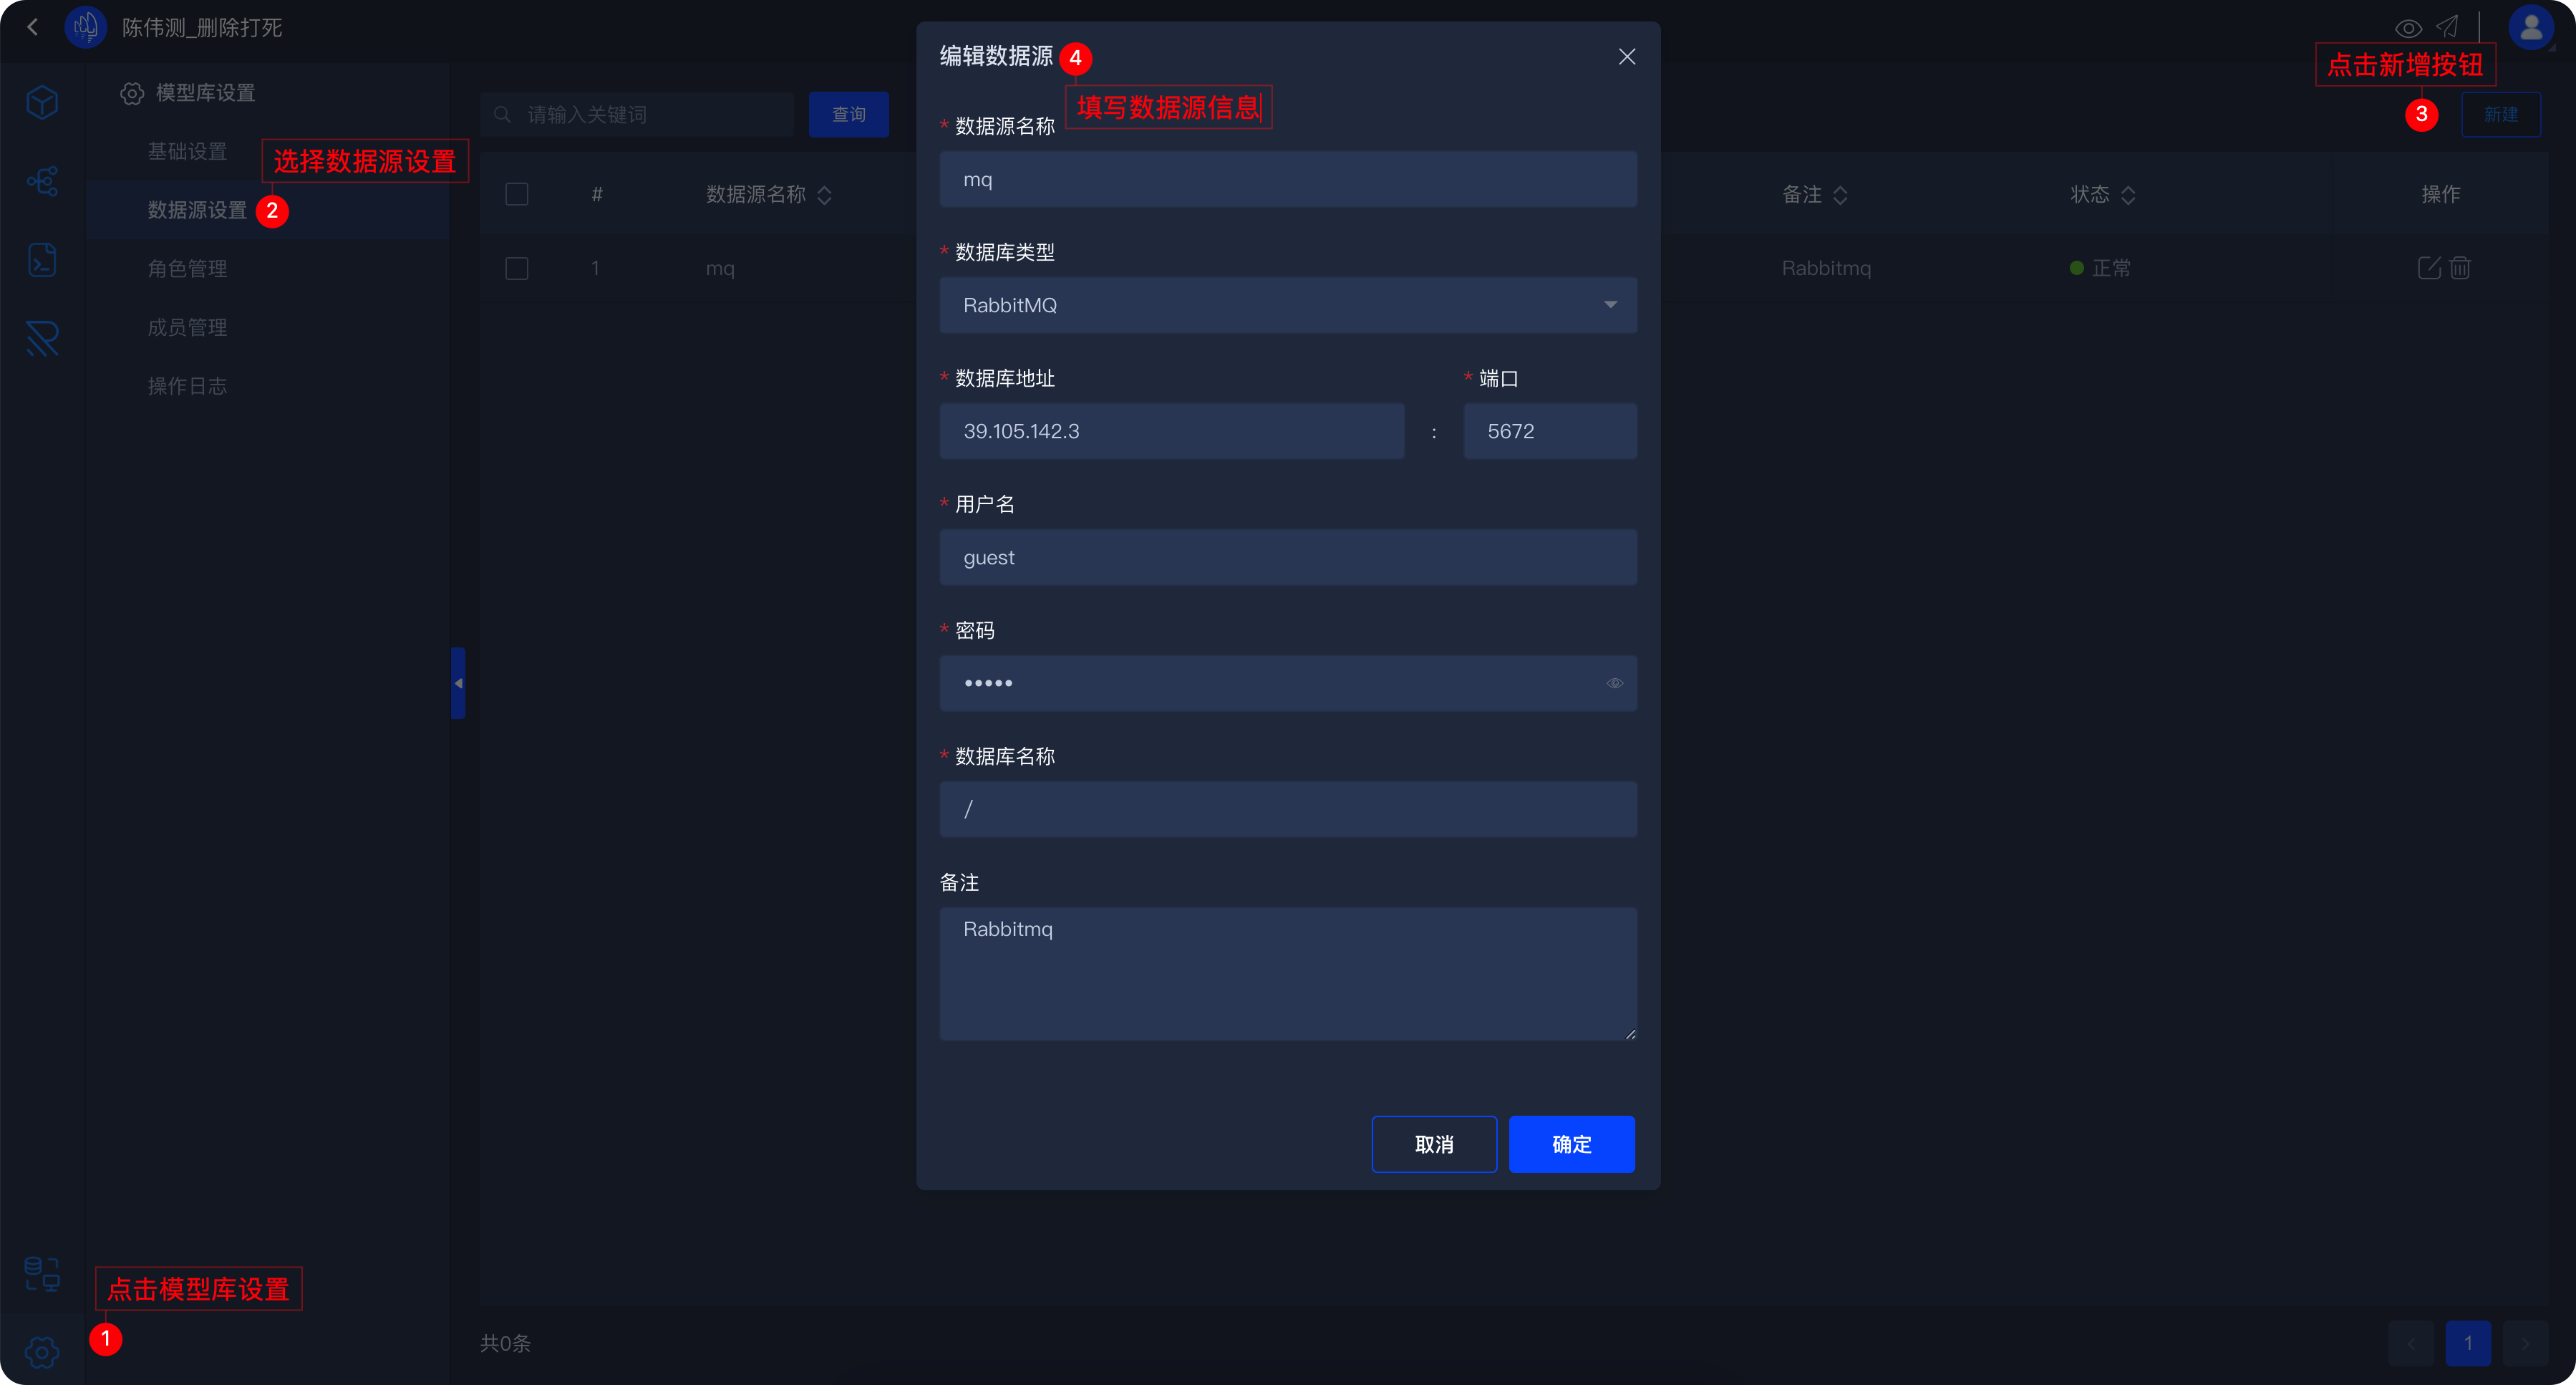 陈伟测_删除打死
模型库设置
基础设置
选择数据源设置
数据源设置
2
角色管理
成员管理
操作日志
点击模型库设置
1
请输入关键词
查询
点击新增按钮
3
新建
#
数据源名称
备注
状态
操作
1
mq
Rabbitmq
正常
编辑数据源
4
填写数据源信息
* 数据源名称
mq
* 数据库类型
RabbitMQ
* 数据库地址
* 端口
39.105.142.3
:
5672
* 用户名
guest
* 密码
•••••
* 数据库名称
/
备注
Rabbitmq
取消
确定
共0条
1